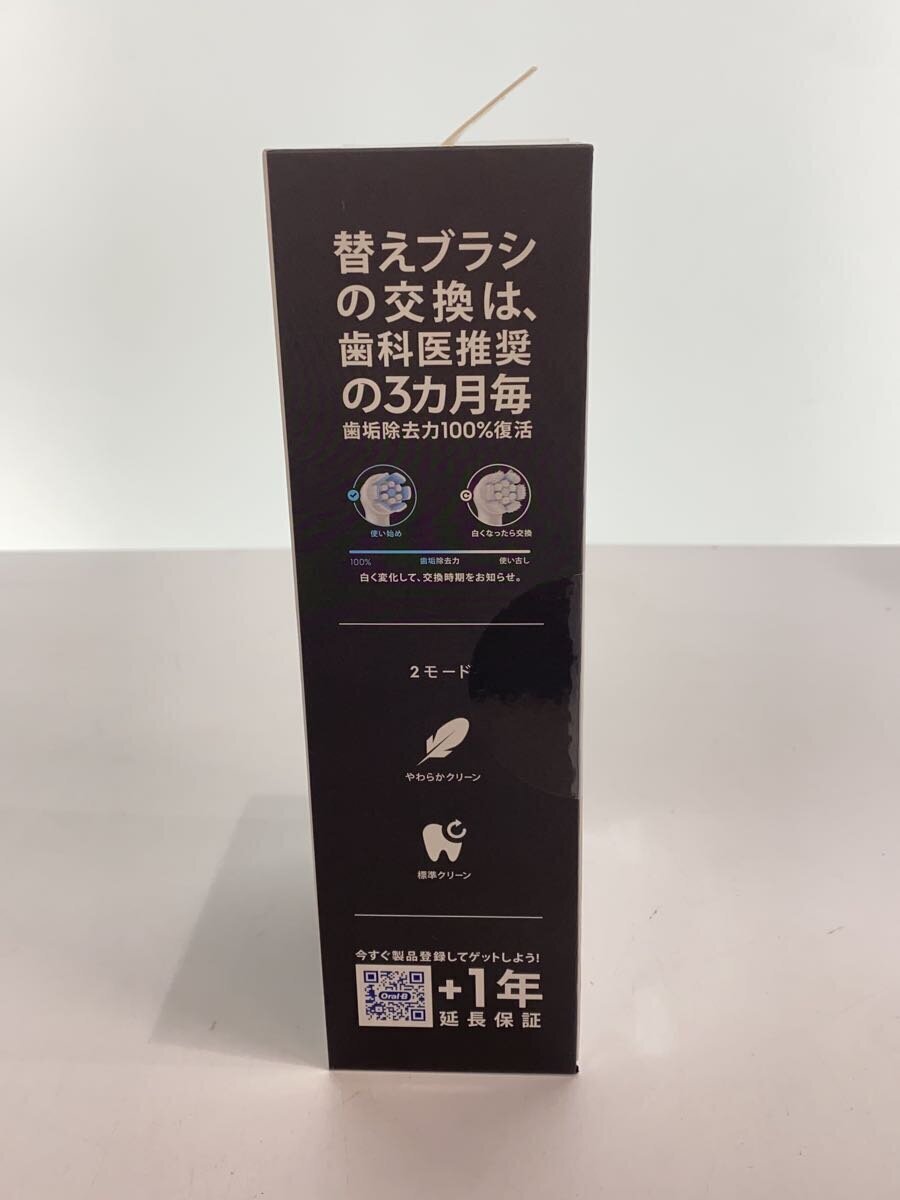 替えブラシ
の交換は、
歯科医推奨
の3カ月毎
歯垢除去力100%復活
使い始め
白くなったら交換
100%
歯垢除去力
使い古し
白く変化して、交換時期をお知らせ。
2モード
やわらかクリーン
標準クリーン
今すぐ製品登録してゲットしよう!
Oral-B
+1年
延長保証